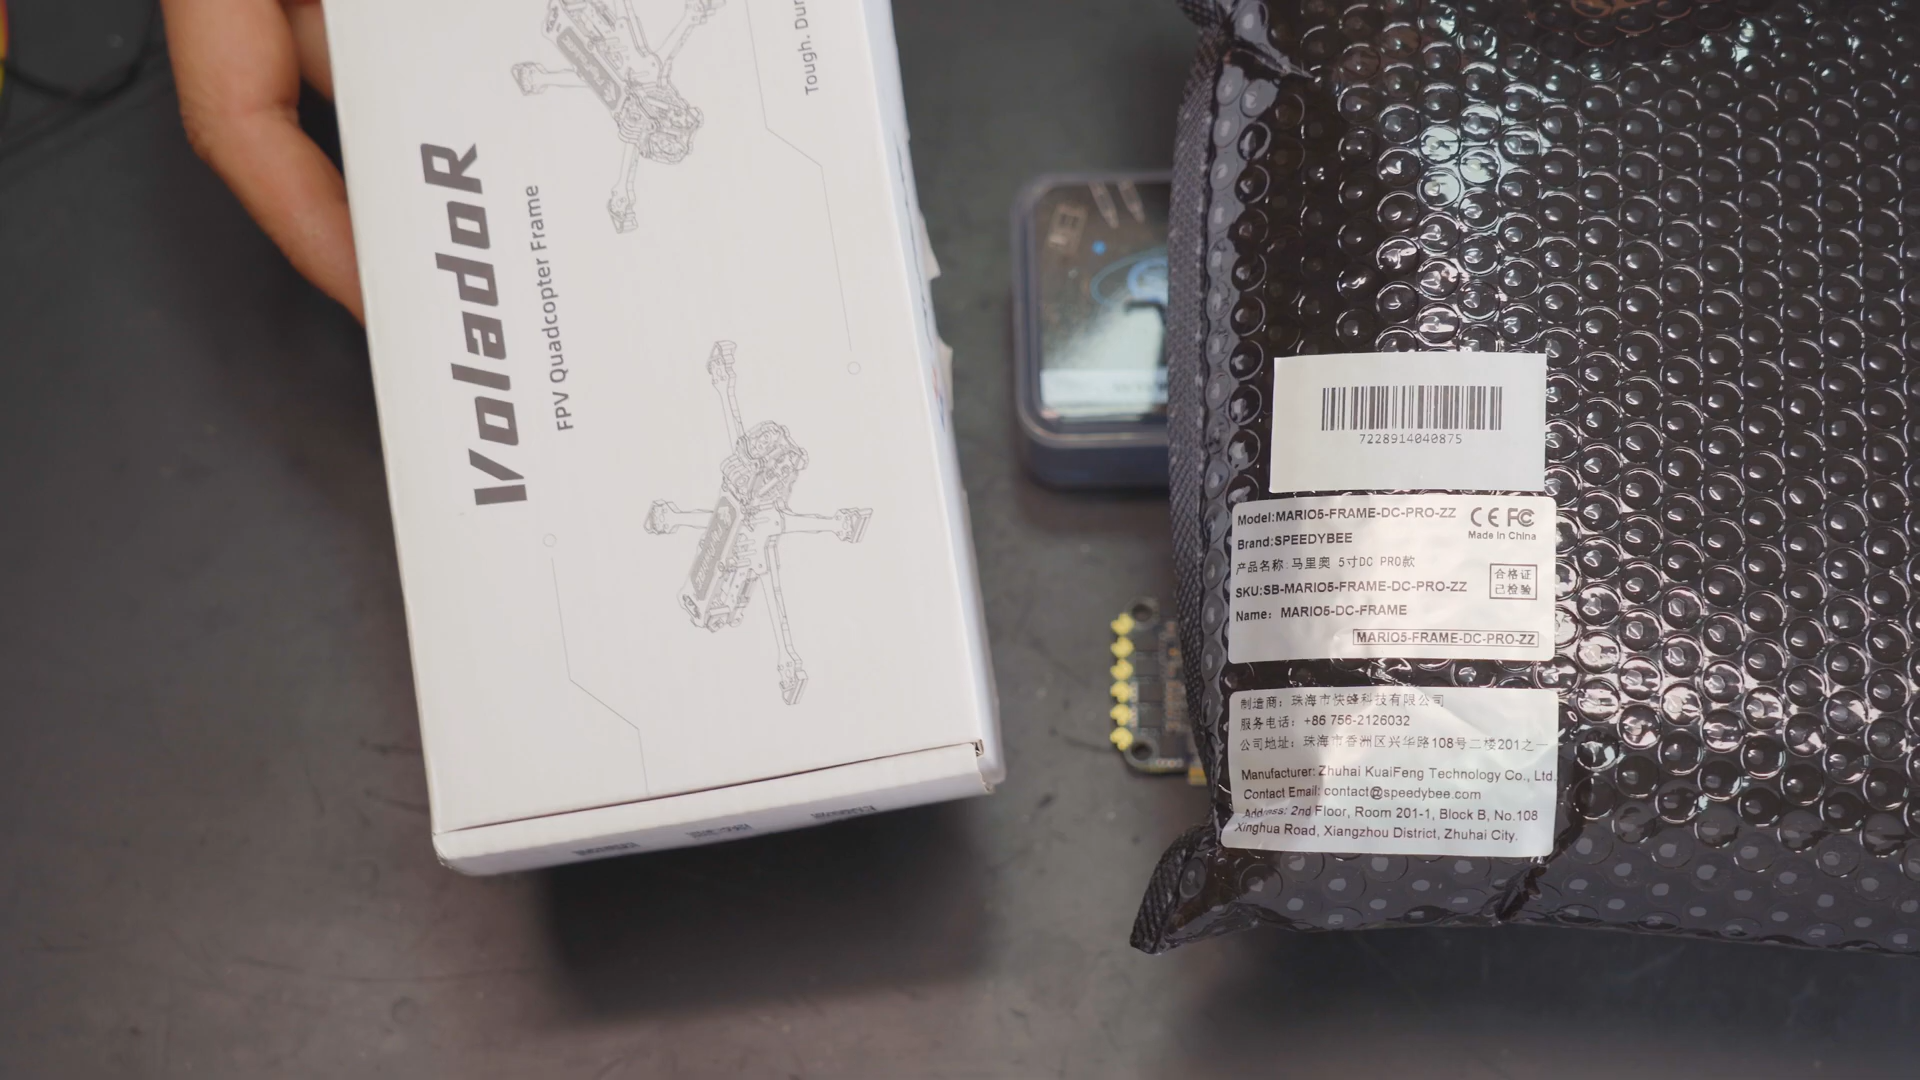 VoladoR
FPV Quadcopter Frame
Tough. Dur
7228914040875
Model:MARIO5-FRAME-DC-PRO-ZZ
CE FC
Made In China
Brand:SPEEDYBEE
产品名称: 马里奥 5寸DC PRO款
合格证
已检验
SKU:SB-MARIO5-FRAME-DC-PRO-ZZ
Name: MARIO5-DC-FRAME
MARIO5-FRAME-DC-PRO-ZZ
制造商: 珠海市快蜂科技有限公司
服务电话: +86 756-2126032
公司地址: 珠海市香洲区兴华路108号二楼201之一
Manufacturer: Zhuhai KuaiFeng Technology Co., Ltd.
Contact Email: contact@speedybee.com
Address: 2nd Floor, Room 201-1, Block B, No.108
Xinghua Road, Xiangzhou District, Zhuhai City.